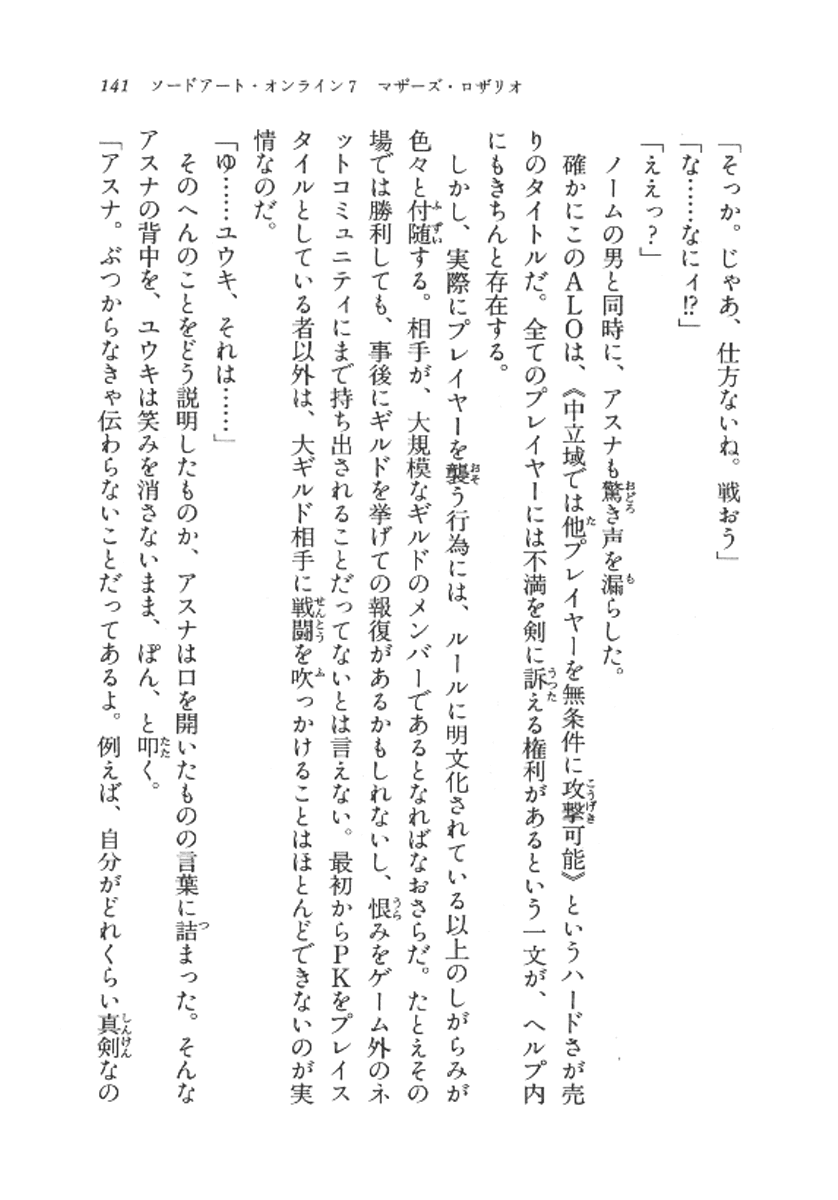 141 ソードアート・オンライン7 マザーズ・ロザリオ
「そっか。じゃあ、仕方ないね。戦おう」
「な……なにィ!?」
「ええっ?」
ノームの男と同時に、アスナも驚き声を漏らした。
確かにこのALOは、《中立域では他プレイヤーを無条件に攻撃可能》というハードさが売
りのタイトルだ。全てのプレイヤーには不満を剣に訴える権利があるという一文が、ヘルプ内
にもきちんと存在する。
しかし、実際にプレイヤーを襲う行為には、ルールに明文化されている以上のしがらみが
色々と付随する。相手が、大規模なギルドのメンバーであるとなればなおさらだ。たとえその
場では勝利しても、事後にギルドを挙げての報復があるかもしれないし、恨みをゲーム外のネ
ットコミュニティにまで持ち出されることだってないとは言えない。最初からPKをプレイス
タイルとしている者以外は、大ギルド相手に戦闘を吹っかけることはほとんどできないのが実
情なのだ。
「ゆ……ユウキ、それは……」
そのへんのことをどう説明したものか、アスナは口を開いたものの言葉に詰まった。そんな
アスナの背中を、ユウキは笑みを消さないまま、ぽん、と叩く。
「アスナ。ぶつからなきゃ伝わらないことだってあるよ。例えば、自分がどれくらい真剣なの